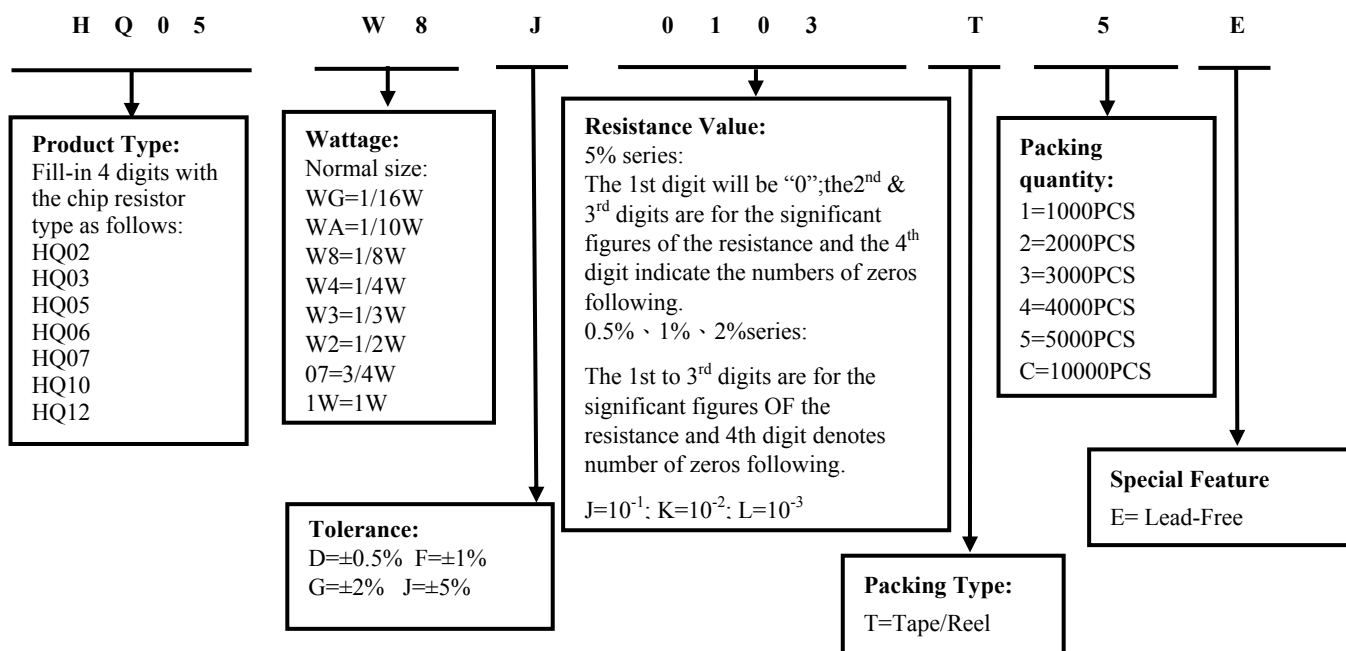 H Q 0 5 W 8 J 0 1 0 3 T 5 E
Product Type:
Fill-in 4 digits with
the chip resistor
type as follows:
HQ02
HQ03
HQ05
HQ06
HQ07
HQ10
HQ12
Wattage:
Normal size:
WG=1/16W
WA=1/10W
W8=1/8W
W4=1/4W
W3=1/3W
W2=1/2W
07=3/4W
1W=1W
Tolerance:
D=±0.5% F=±1%
G=±2% J=±5%
Resistance Value:
5% series:
The 1st digit will be “0”;the2nd &
3rd digits are for the significant
figures of the resistance and the 4th
digit indicate the numbers of zeros
following.
0.5%、1%、2%series:
The 1st to 3rd digits are for the
significant figures OF the
resistance and 4th digit denotes
number of zeros following.
J=10-1; K=10-2; L=10-3
Packing Type:
T=Tape/Reel
Packing
quantity:
1=1000PCS
2=2000PCS
3=3000PCS
4=4000PCS
5=5000PCS
C=10000PCS
Special Feature
E= Lead-Free